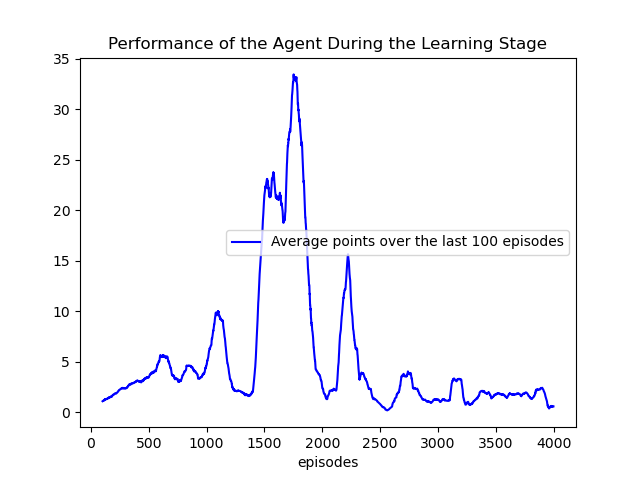 Performance of the Agent During the Learning Stage
35
30
25
20
15
10
5
0
Average points over the last 100 episodes
0 500 1000 1500 2000 2500 3000 3500 4000
episodes